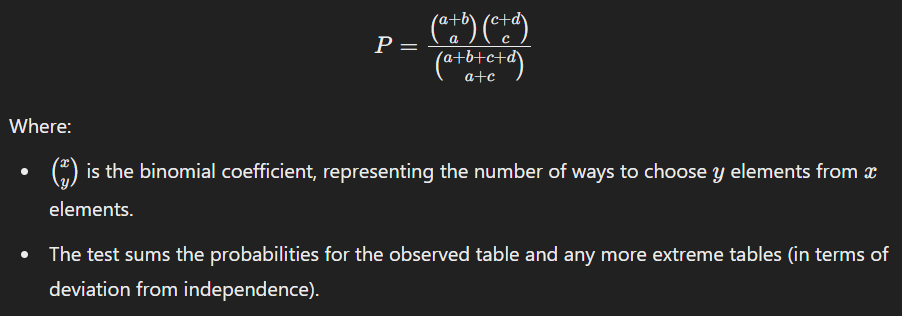 P = \frac{\binom{a+b}{a}\binom{c+d}{c}}{\binom{a+b+c+d}{a+c}}
Where:
• \binom{x}{y} is the binomial coefficient, representing the number of ways to choose y elements from x
elements.
• The test sums the probabilities for the observed table and any more extreme tables (in terms of
deviation from independence).